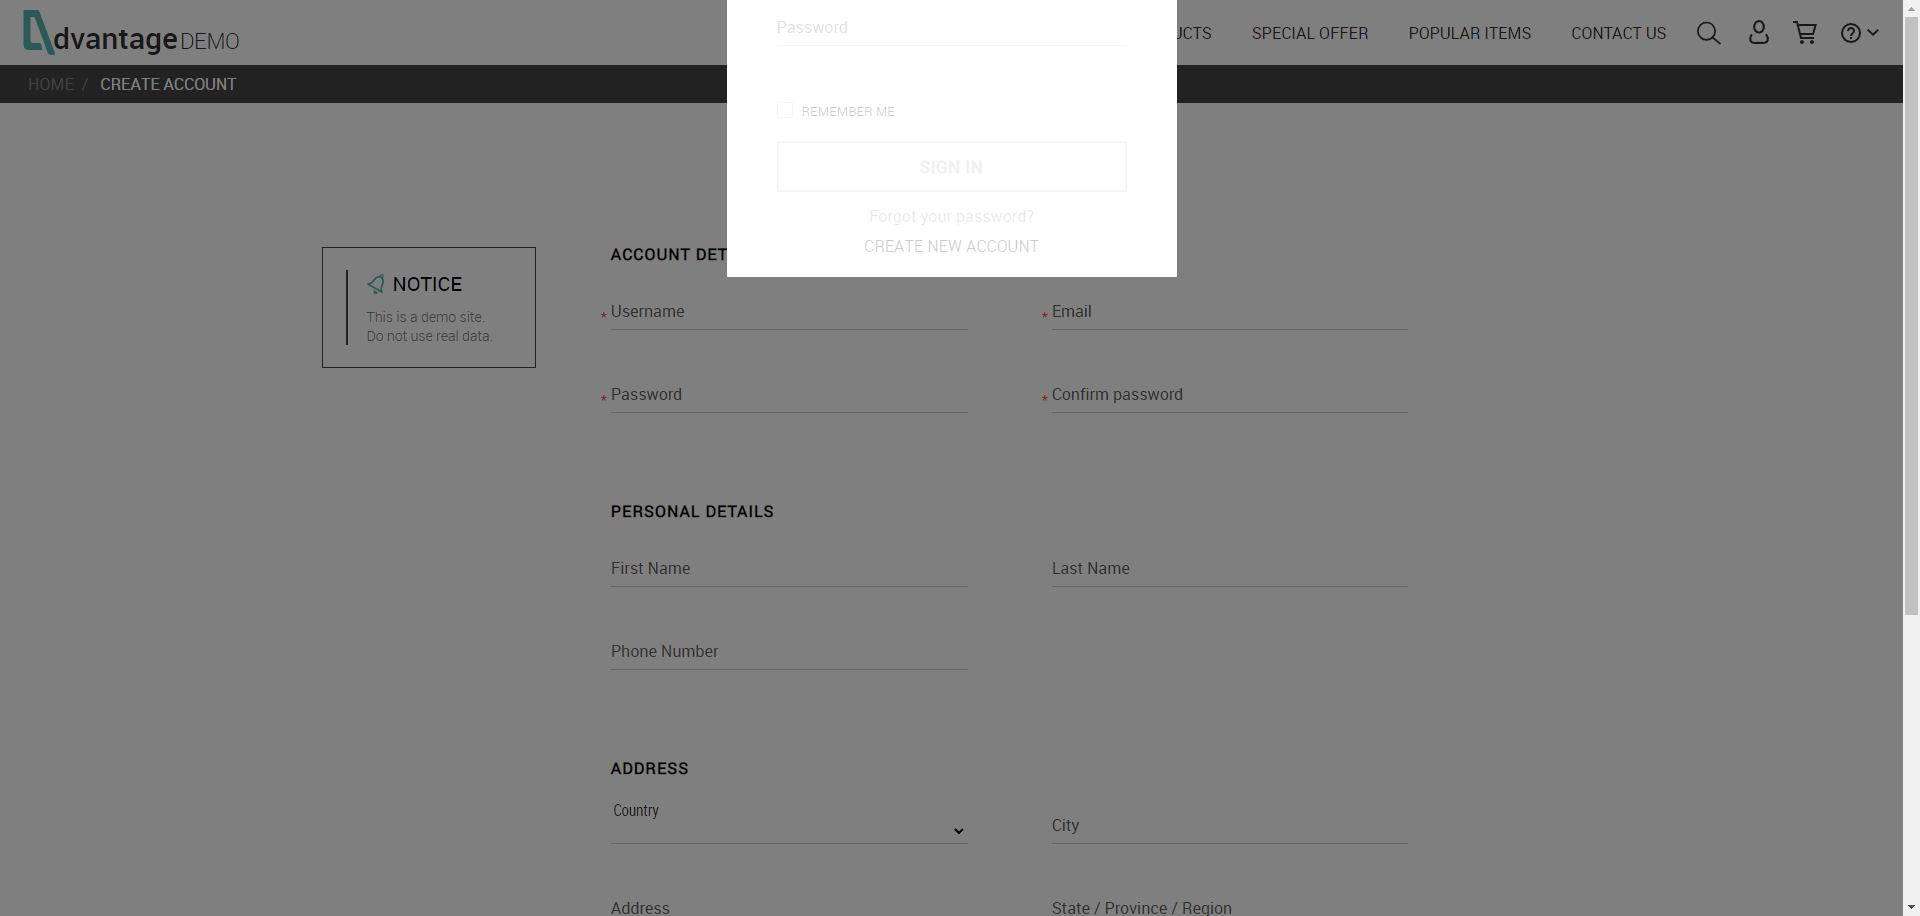 dvantage DEMO
UCTS SPECIAL OFFER POPULAR ITEMS CONTACT US
HOME / CREATE ACCOUNT
Password
REMEMBER ME
SIGN IN
Forgot your password?
CREATE NEW ACCOUNT
NOTICE
This is a demo site.
Do not use real data.
ACCOUNT DET
* Username
* Email
* Password
* Confirm password
PERSONAL DETAILS
First Name
Last Name
Phone Number
ADDRESS
Country
City
Address
State / Province / Region